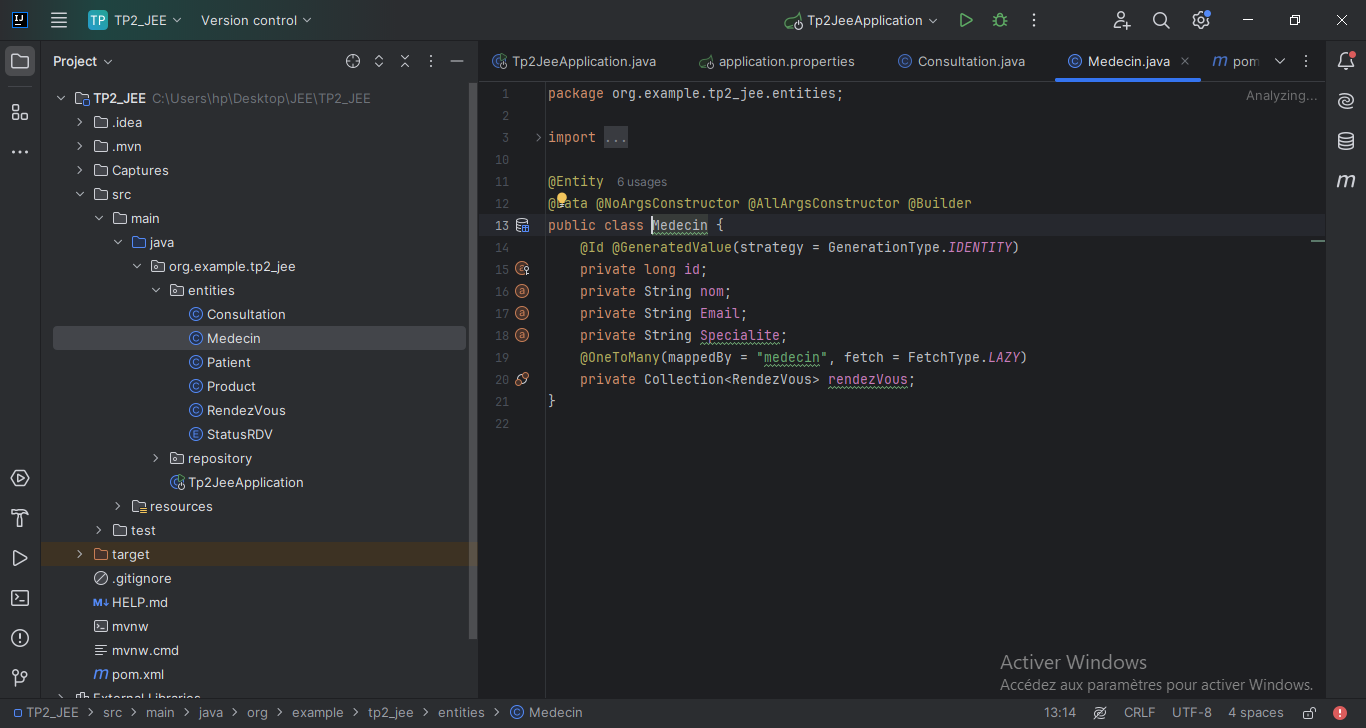 TP TP2_JEE Version control Tp2JeeApplication
Project
Tp2JeeApplication.java application.properties Consultation.java Medecin.java pom
TP2_JEE C:\Users\hp\Desktop\JEE\TP2_JEE
.idea
.mvn
Captures
src
main
java
org.example.tp2_jee
entities
Consultation
Medecin
Patient
Product
RendezVous
StatusRDV
repository
Tp2JeeApplication
resources
test
target
.gitignore
HELP.md
mvnw
mvnw.cmd
pom.xml
External Libraries
Analyzing...
1 package org.example.tp2_jee.entities;
2
3 import ...
10
11 @Entity 6 usages
12 @Data @NoArgsConstructor @AllArgsConstructor @Builder
13 public class Medecin {
14 @Id @GeneratedValue(strategy = GenerationType.IDENTITY)
15 private long id;
16 private String nom;
17 private String Email;
18 private String Specialite;
19 @OneToMany(mappedBy = "medecin", fetch = FetchType.LAZY)
20 private Collection<RendezVous> rendezVous;
21 }
22
Activer Windows
Accédez aux paramètres pour activer Windows.
TP2_JEE > src > main > java > org > example > tp2_jee > entities > Medecin 13:14 CRLF UTF-8 4 spaces